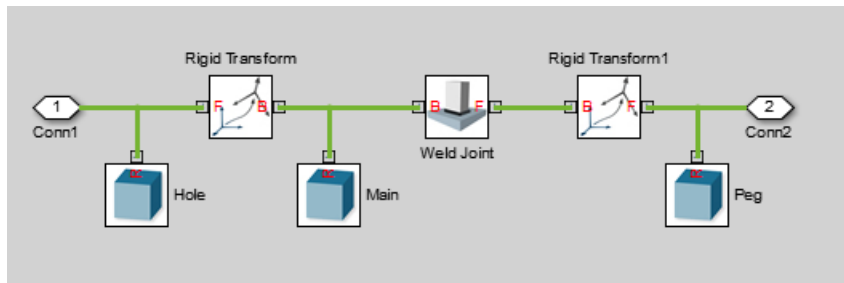 Rigid Transform
Rigid Transform1
1
F
B
B
F
B
F
2
Conn1
Weld Joint
Conn2
R
Hole
R
Main
R
Peg